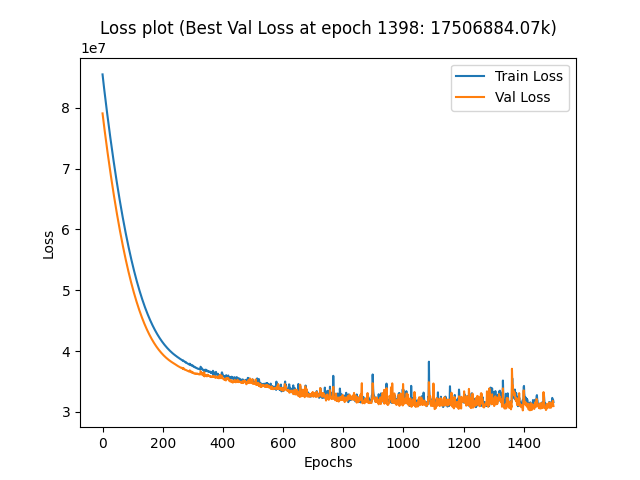 Loss plot (Best Val Loss at epoch 1398: 17506884.07k)
1e7
Train Loss
Val Loss
8
7
6
5
4
3
Loss
0 200 400 600 800 1000 1200 1400
Epochs